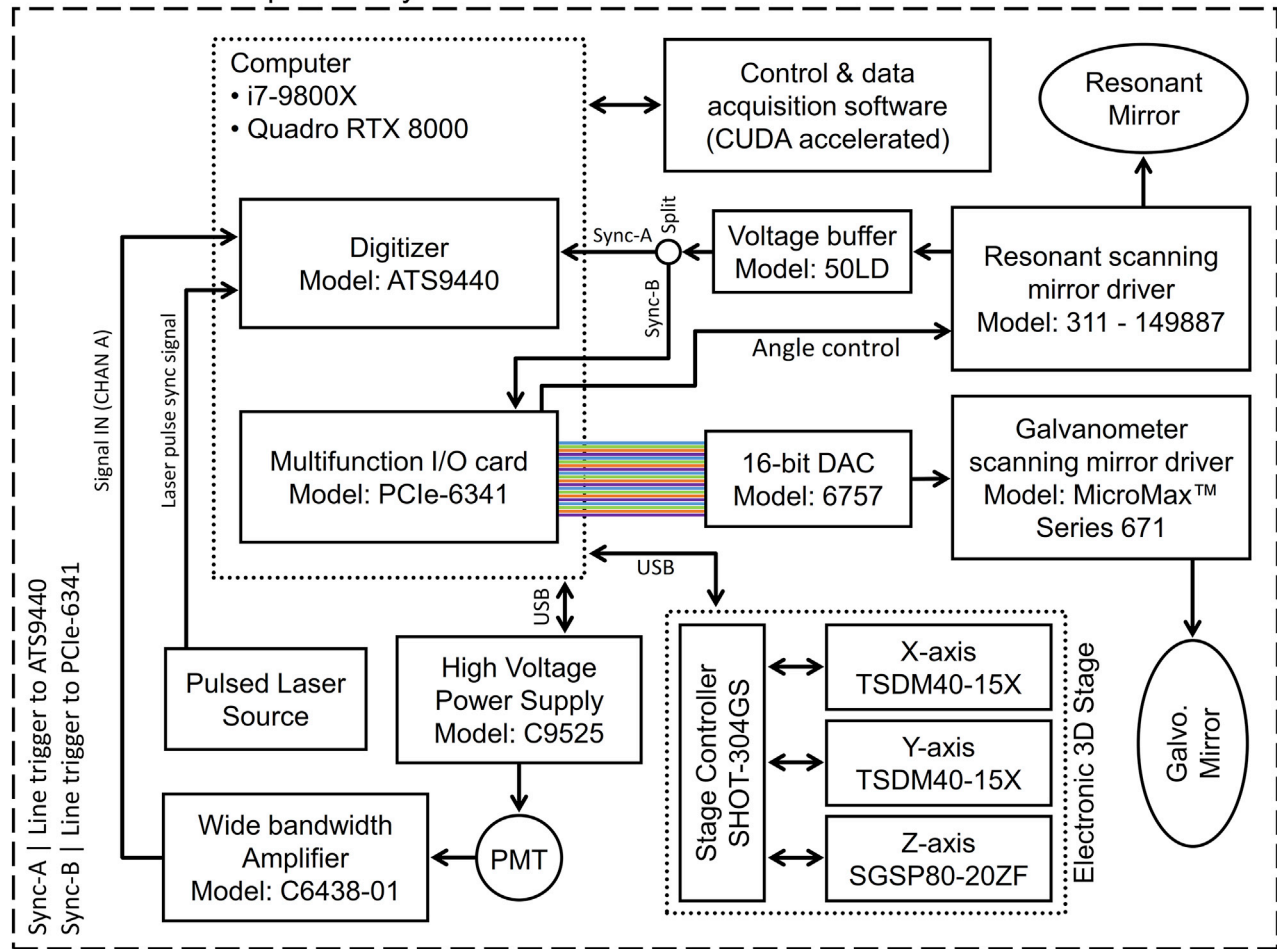 Computer
• i7-9800X
• Quadro RTX 8000
Control & data
acquisition software
(CUDA accelerated)
Resonant
Mirror
Digitizer
Model: ATS9440
Sync-A
Split
Sync-B
Voltage buffer
Model: 50LD
Resonant scanning
mirror driver
Model: 311 - 149887
Angle control
Signal IN (CHAN A)
Laser pulse sync signal
Multifunction I/O card
Model: PCIe-6341
16-bit DAC
Model: 6757
Galvanometer
scanning mirror driver
Model: MicroMax™
Series 671
USB
USB
Sync-A | Line trigger to ATS9440
Sync-B | Line trigger to PCIe-6341
Pulsed Laser
Source
High Voltage
Power Supply
Model: C9525
Stage Controller
SHOT-304GS
X-axis
TSDM40-15X
Y-axis
TSDM40-15X
Z-axis
SGSP80-20ZF
Electronic 3D Stage
Galvo.
Mirror
Wide bandwidth
Amplifier
Model: C6438-01
PMT